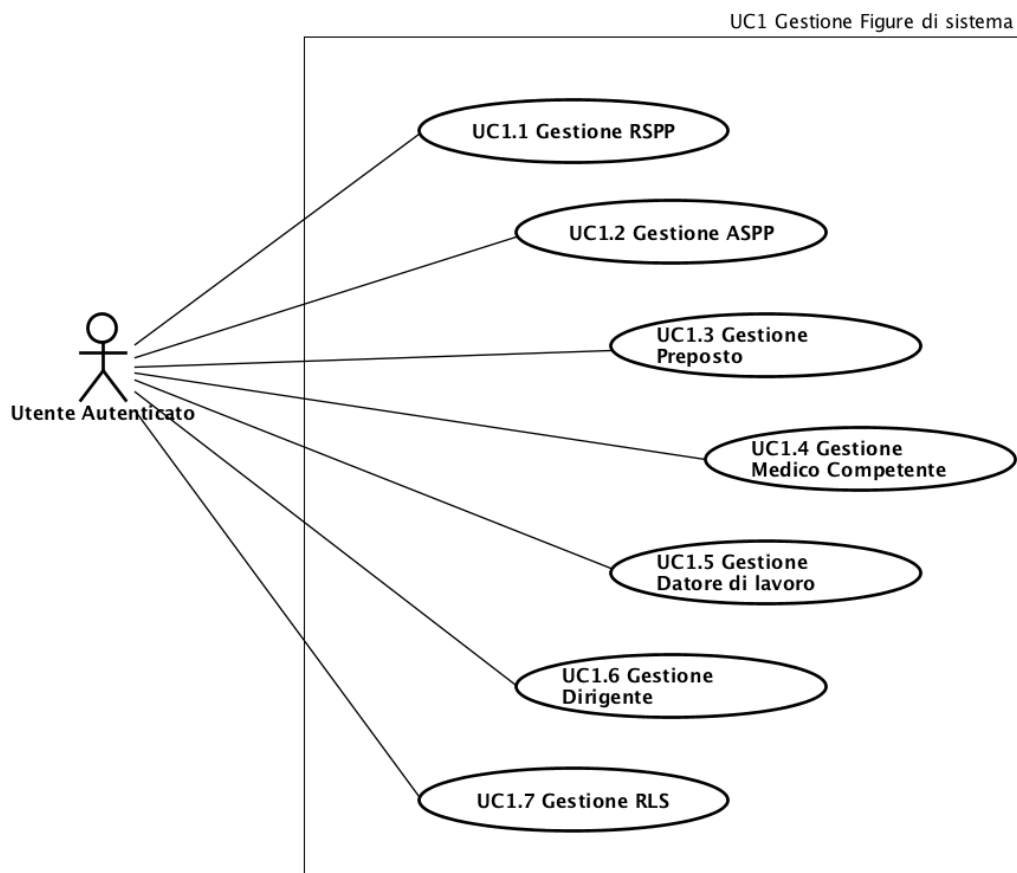 UC1 Gestione Figure di sistema
UC1.1 Gestione RSPP
UC1.2 Gestione ASPP
UC1.3 Gestione
Preposto
Utente Autenticato
UC1.4 Gestione
Medico Competente
UC1.5 Gestione
Datore di lavoro
UC1.6 Gestione
Dirigente
UC1.7 Gestione RLS